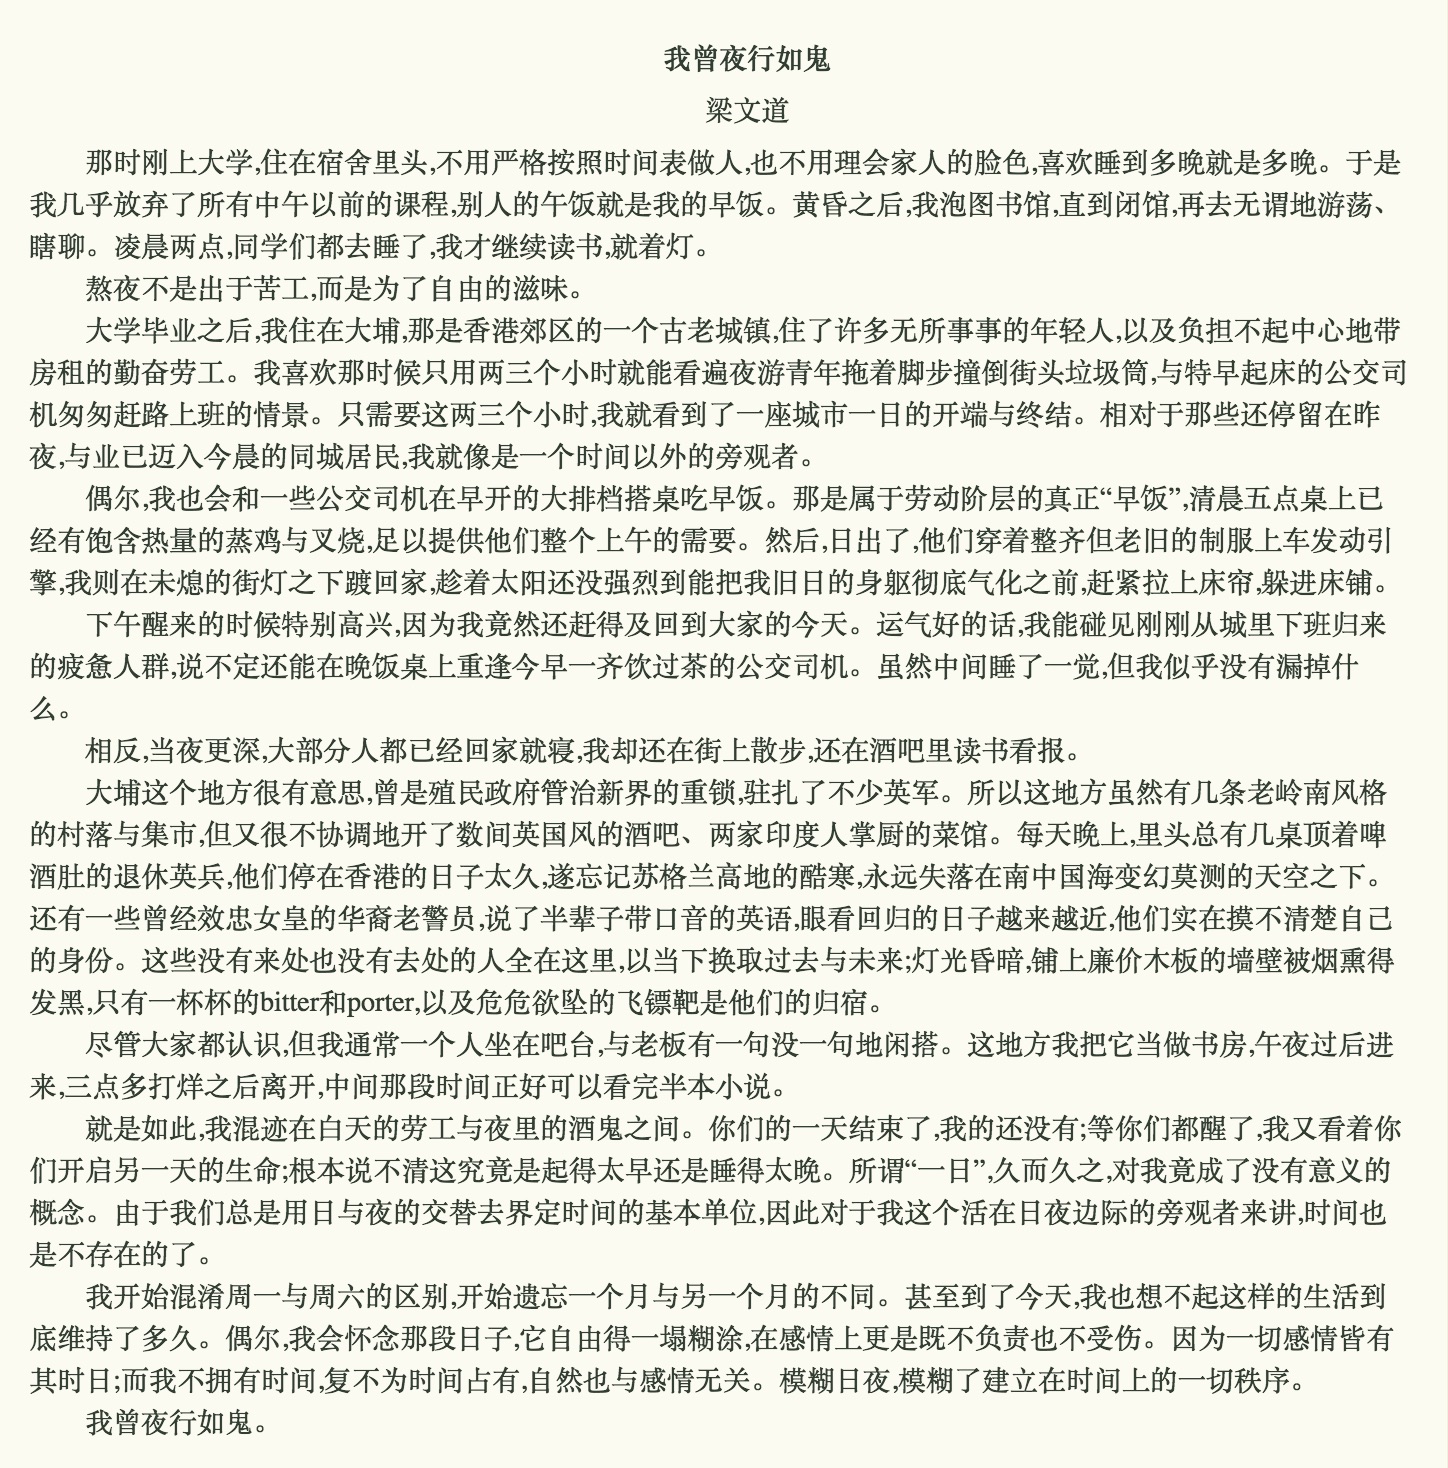 我曾夜行如鬼
梁文道
那时刚上大学,住在宿舍里头,不用严格按照时间表做人,也不用理会家人的脸色,喜欢睡到多晚就是多晚。于是
我几乎放弃了所有中午以前的课程,别人的午饭就是我的早饭。黄昏之后,我泡图书馆,直到闭馆,再去无谓地游荡、
瞎聊。凌晨两点,同学们都去睡了,我才继续读书,就着灯。
熬夜不是出于苦工,而是为了自由的滋味。
大学毕业之后,我住在大埔,那是香港郊区的一个古老城镇,住了许多无所事事的年轻人,以及负担不起中心地带
房租的勤奋劳工。我喜欢那时候只用两三个小时就能看遍夜游青年拖着脚步撞倒街头垃圾筒,与特早起床的公交司
机匆匆赶路上班的情景。只需要这两三个小时,我就看到了一座城市一日的开端与终结。相对于那些还停留在昨
夜,与业已迈入今晨的同城居民,我就像是一个时间以外的旁观者。
偶尔,我也会和一些公交司机在早开的大排档搭桌吃早饭。那是属于劳动阶层的真正“早饭”,清晨五点桌上已
经有饱含热量的蒸鸡与叉烧,足以提供他们整个上午的需要。然后,日出了,他们穿着整齐但老旧的制服上车发动引
擎,我则在未熄的街灯之下踱回家,趁着太阳还没强烈到能把我旧日的身躯彻底气化之前,赶紧拉上床帘,躲进床铺。
下午醒来的时候特别高兴,因为我竟然还赶得及回到大家的今天。运气好的话,我能碰见刚刚从城里下班归来
的疲惫人群,说不定还能在晚饭桌上重逢今早一齐饮过茶的公交司机。虽然中间睡了一觉,但我似乎没有漏掉什
么。
相反,当夜更深,大部分人都已经回家就寝,我却还在街上散步,还在酒吧里读书看报。
大埔这个地方很有意思,曾是殖民政府管治新界的重锁,驻扎了不少英军。所以这地方虽然有几条老岭南风格
的村落与集市,但又很不协调地开了数间英国风的酒吧、两家印度人掌厨的菜馆。每天晚上,里头总有几桌顶着啤
酒肚的退休英兵,他们停在香港的日子太久,遂忘记苏格兰高地的酷寒,永远失落在南中国海变幻莫测的天空之下。
还有一些曾经效忠女皇的华裔老警员,说了半辈子带口音的英语,眼看回归的日子越来越近,他们实在摸不清楚自己
的身份。这些没有来处也没有去处的人全在这里,以当下换取过去与未来;灯光昏暗,铺上廉价木板的墙壁被烟熏得
发黑,只有一杯杯的bitter和porter,以及危危欲坠的飞镖靶是他们的归宿。
尽管大家都认识,但我通常一个人坐在吧台,与老板有一句没一句地闲搭。这地方我把它当做书房,午夜过后进
来,三点多打烊之后离开,中间那段时间正好可以看完半本小说。
就是如此,我混迹在白天的劳工与夜里的酒鬼之间。你们的一天结束了,我的还没有;等你们都醒了,我又看着你
们开启另一天的生命;根本说不清这究竟是起得太早还是睡得太晚。所谓“一日”,久而久之,对我竟成了没有意义的
概念。由于我们总是用日与夜的交替去界定时间的基本单位,因此对于我这个活在日夜边际的旁观者来讲,时间也
是不存在的了。
我开始混淆周一与周六的区别,开始遗忘一个月与另一个月的不同。甚至到了今天,我也想不起这样的生活到
底维持了多久。偶尔,我会怀念那段日子,它自由得一塌糊涂,在感情上更是既不负责也不受伤。因为一切感情皆有
其时日;而我不拥有时间,复不为时间占有,自然也与感情无关。模糊日夜,模糊了建立在时间上的一切秩序。
我曾夜行如鬼。